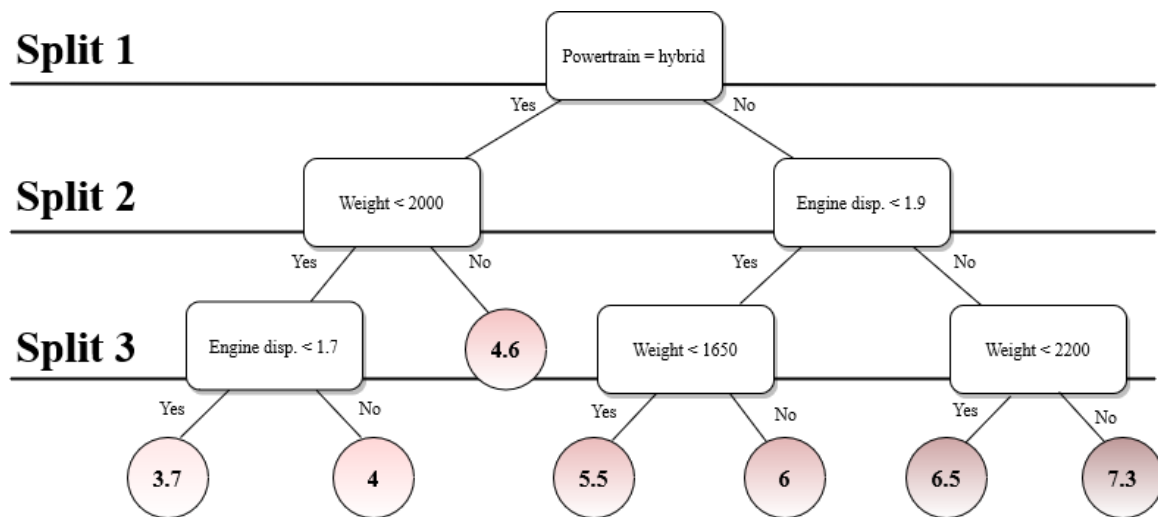 Split 1
Powertrain = hybrid
Yes
No
Split 2
Weight < 2000
Engine disp. < 1.9
Yes
No
Yes
No
Split 3
Engine disp. < 1.7
4.6
Weight < 1650
Weight < 2200
Yes
No
Yes
No
Yes
No
3.7
4
5.5
6
6.5
7.3